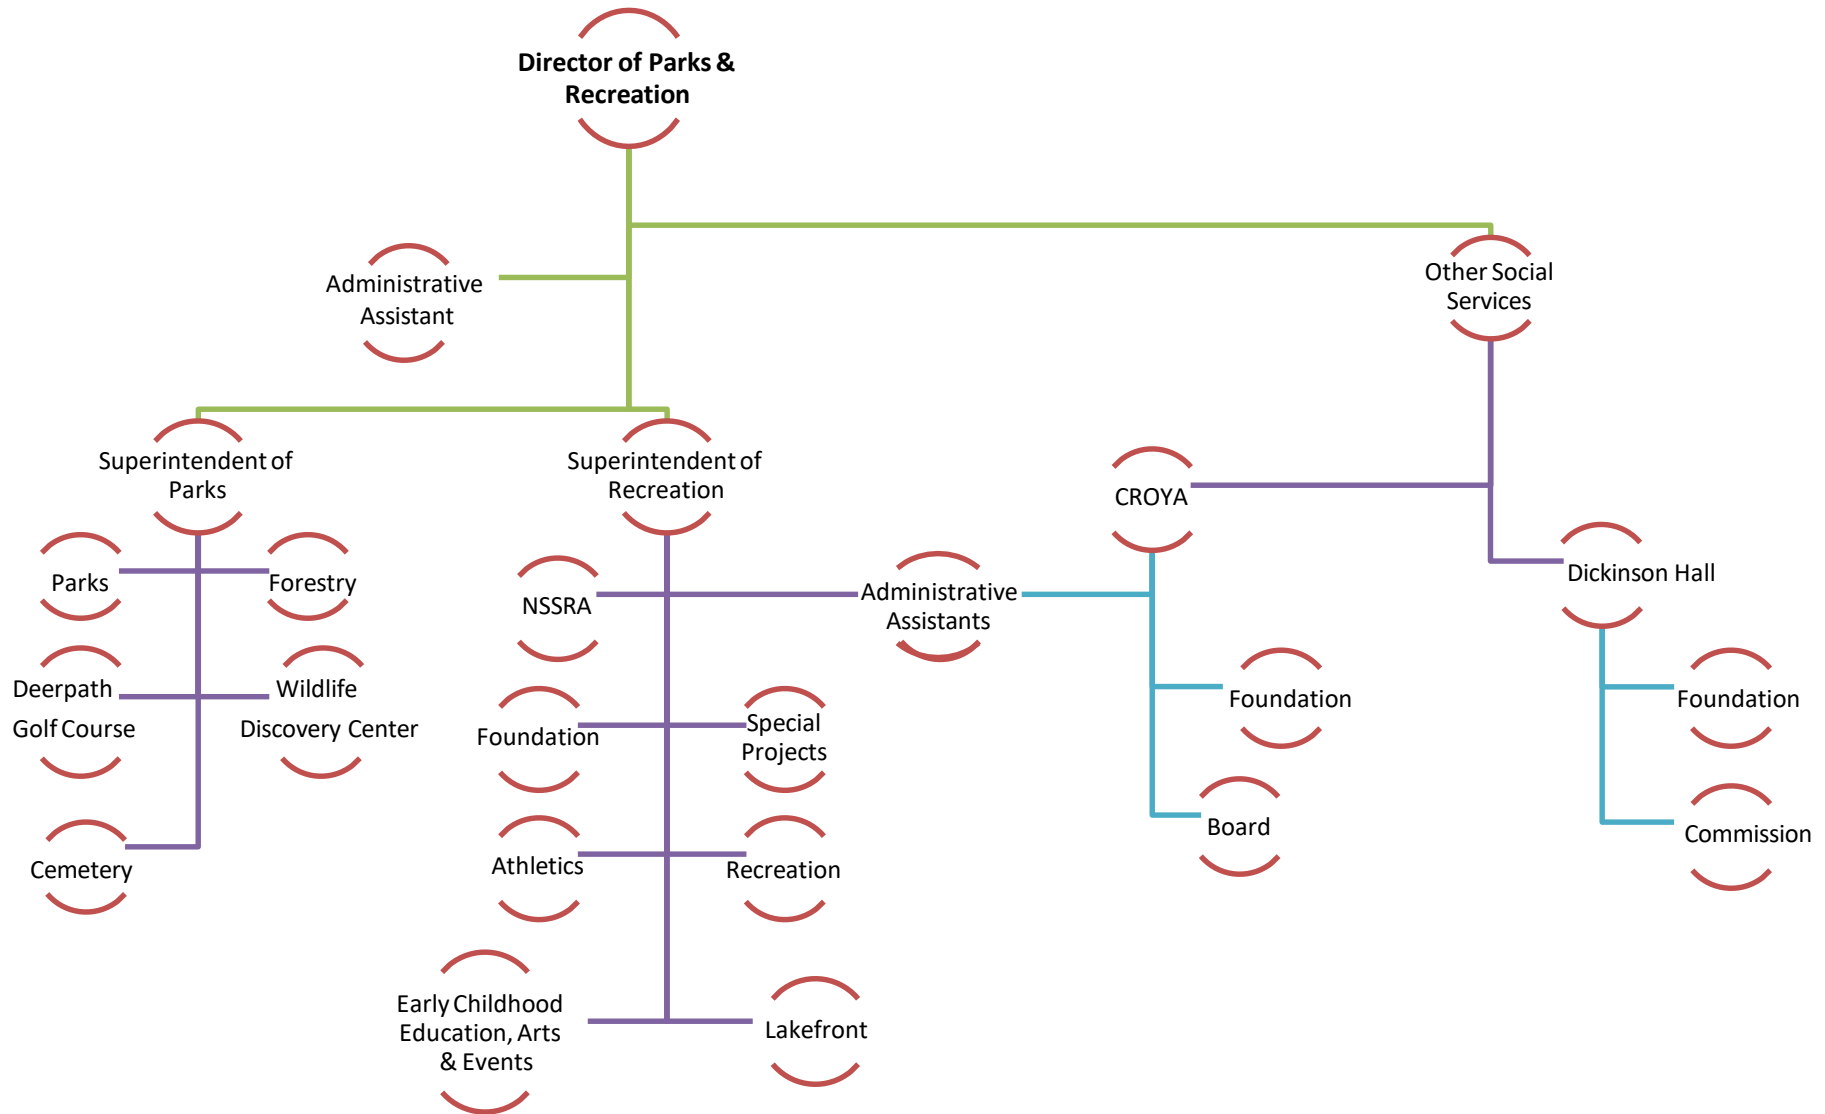 Director of Parks &
Recreation
Administrative
Assistant
Other Social
Services
Superintendent of
Parks
Superintendent of
Recreation
CROYA
Parks
Forestry
NSSRA
Administrative
Assistants
Dickinson Hall
Deerpath
Golf Course
Wildlife
Discovery Center
Foundation
Special
Projects
Foundation
Foundation
Cemetery
Athletics
Recreation
Board
Commission
Early Childhood
Education, Arts
& Events
Lakefront